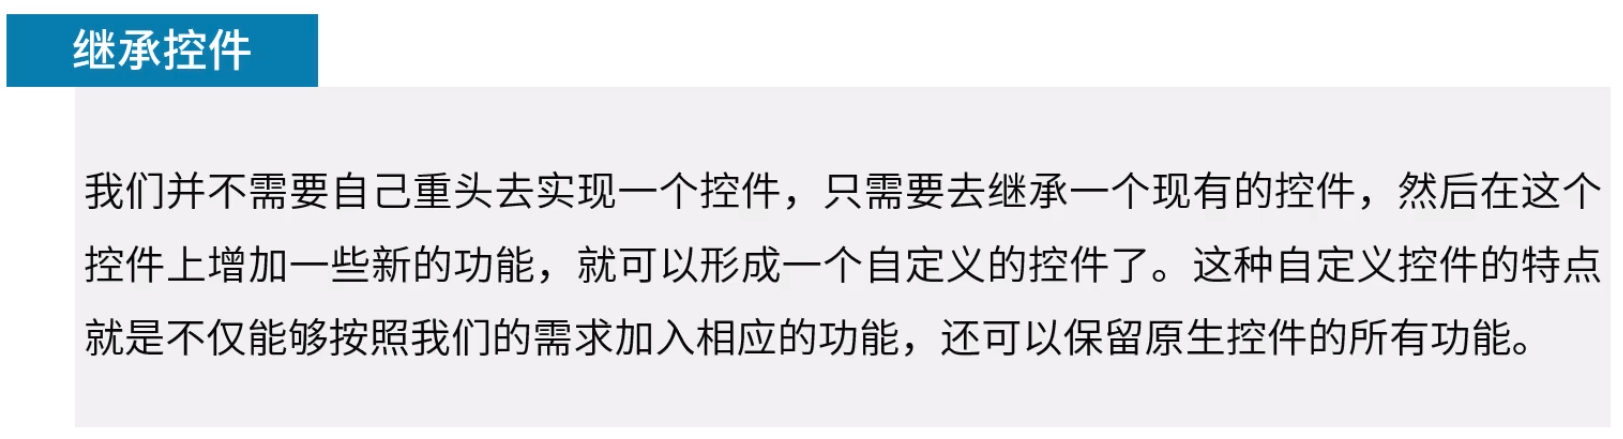 继承控件
我们并不需要自己重头去实现一个控件，只需要去继承一个现有的控件，然后在这个
控件上增加一些新的功能，就可以形成一个自定义的控件了。这种自定义控件的特点
就是不仅能够按照我们的需求加入相应的功能，还可以保留原生控件的所有功能。